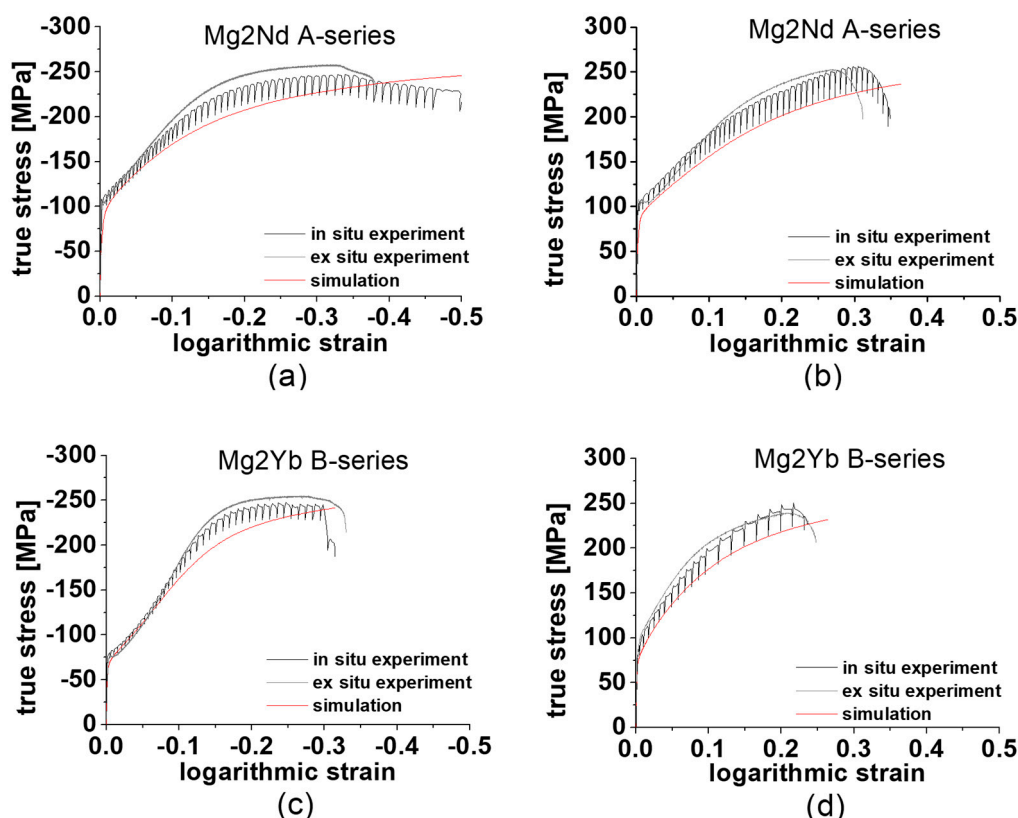 Mg2Nd A-series
true stress [MPa]
-300
-250
-200
-150
-100
-50
0
in situ experiment
ex situ experiment
simulation
0.0 -0.1 -0.2 -0.3 -0.4 -0.5
logarithmic strain
(a)
Mg2Nd A-series
true stress [MPa]
300
250
200
150
100
50
0
in situ experiment
ex situ experiment
simulation
0.0 0.1 0.2 0.3 0.4 0.5
logarithmic strain
(b)
Mg2Yb B-series
true stress [MPa]
-300
-250
-200
-150
-100
-50
0
in situ experiment
ex situ experiment
simulation
0.0 -0.1 -0.2 -0.3 -0.4 -0.5
logarithmic strain
(c)
Mg2Yb B-series
true stress [MPa]
300
250
200
150
100
50
0
in situ experiment
ex situ experiment
simulation
0.0 0.1 0.2 0.3 0.4 0.5
logarithmic strain
(d)